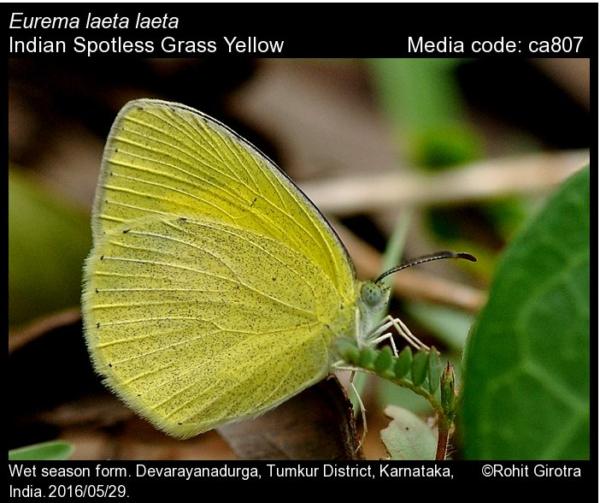 Eurema laeta laeta
Indian Spotless Grass Yellow Media code: ca807
Wet season form. Devarayanadurga, Tumkur District, Karnataka, ©Rohit Girotra
India. 2016/05/29.